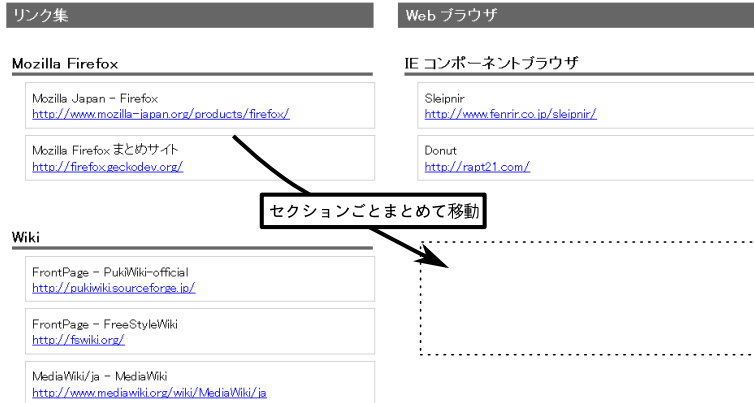 リンク集
Mozilla Firefox
Mozilla Japan - Firefox
http://www.mozilla-japan.org/products/firefox/
Mozilla Firefox まとめサイト
http://firefox.geckodev.org/
Wiki
FrontPage - PukiWiki-official
http://pukiwiki.sourceforge.jp/
FrontPage - FreeStyleWiki
http://fswiki.org/
MediaWiki/ja - MediaWiki
http://www.mediawiki.org/wiki/MediaWiki/ja
セクションごとまとめて移動
Web ブラウザ
IE コンポーネントブラウザ
Sleipnir
http://www.fenrir.co.jp/sleipnir/
Donut
http://rapt21.com/